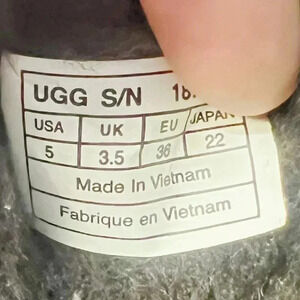 UGG S/N
USA UK EU JAPAN
5 3.5 36 22
Made In Vietnam
Fabrique en Vietnam